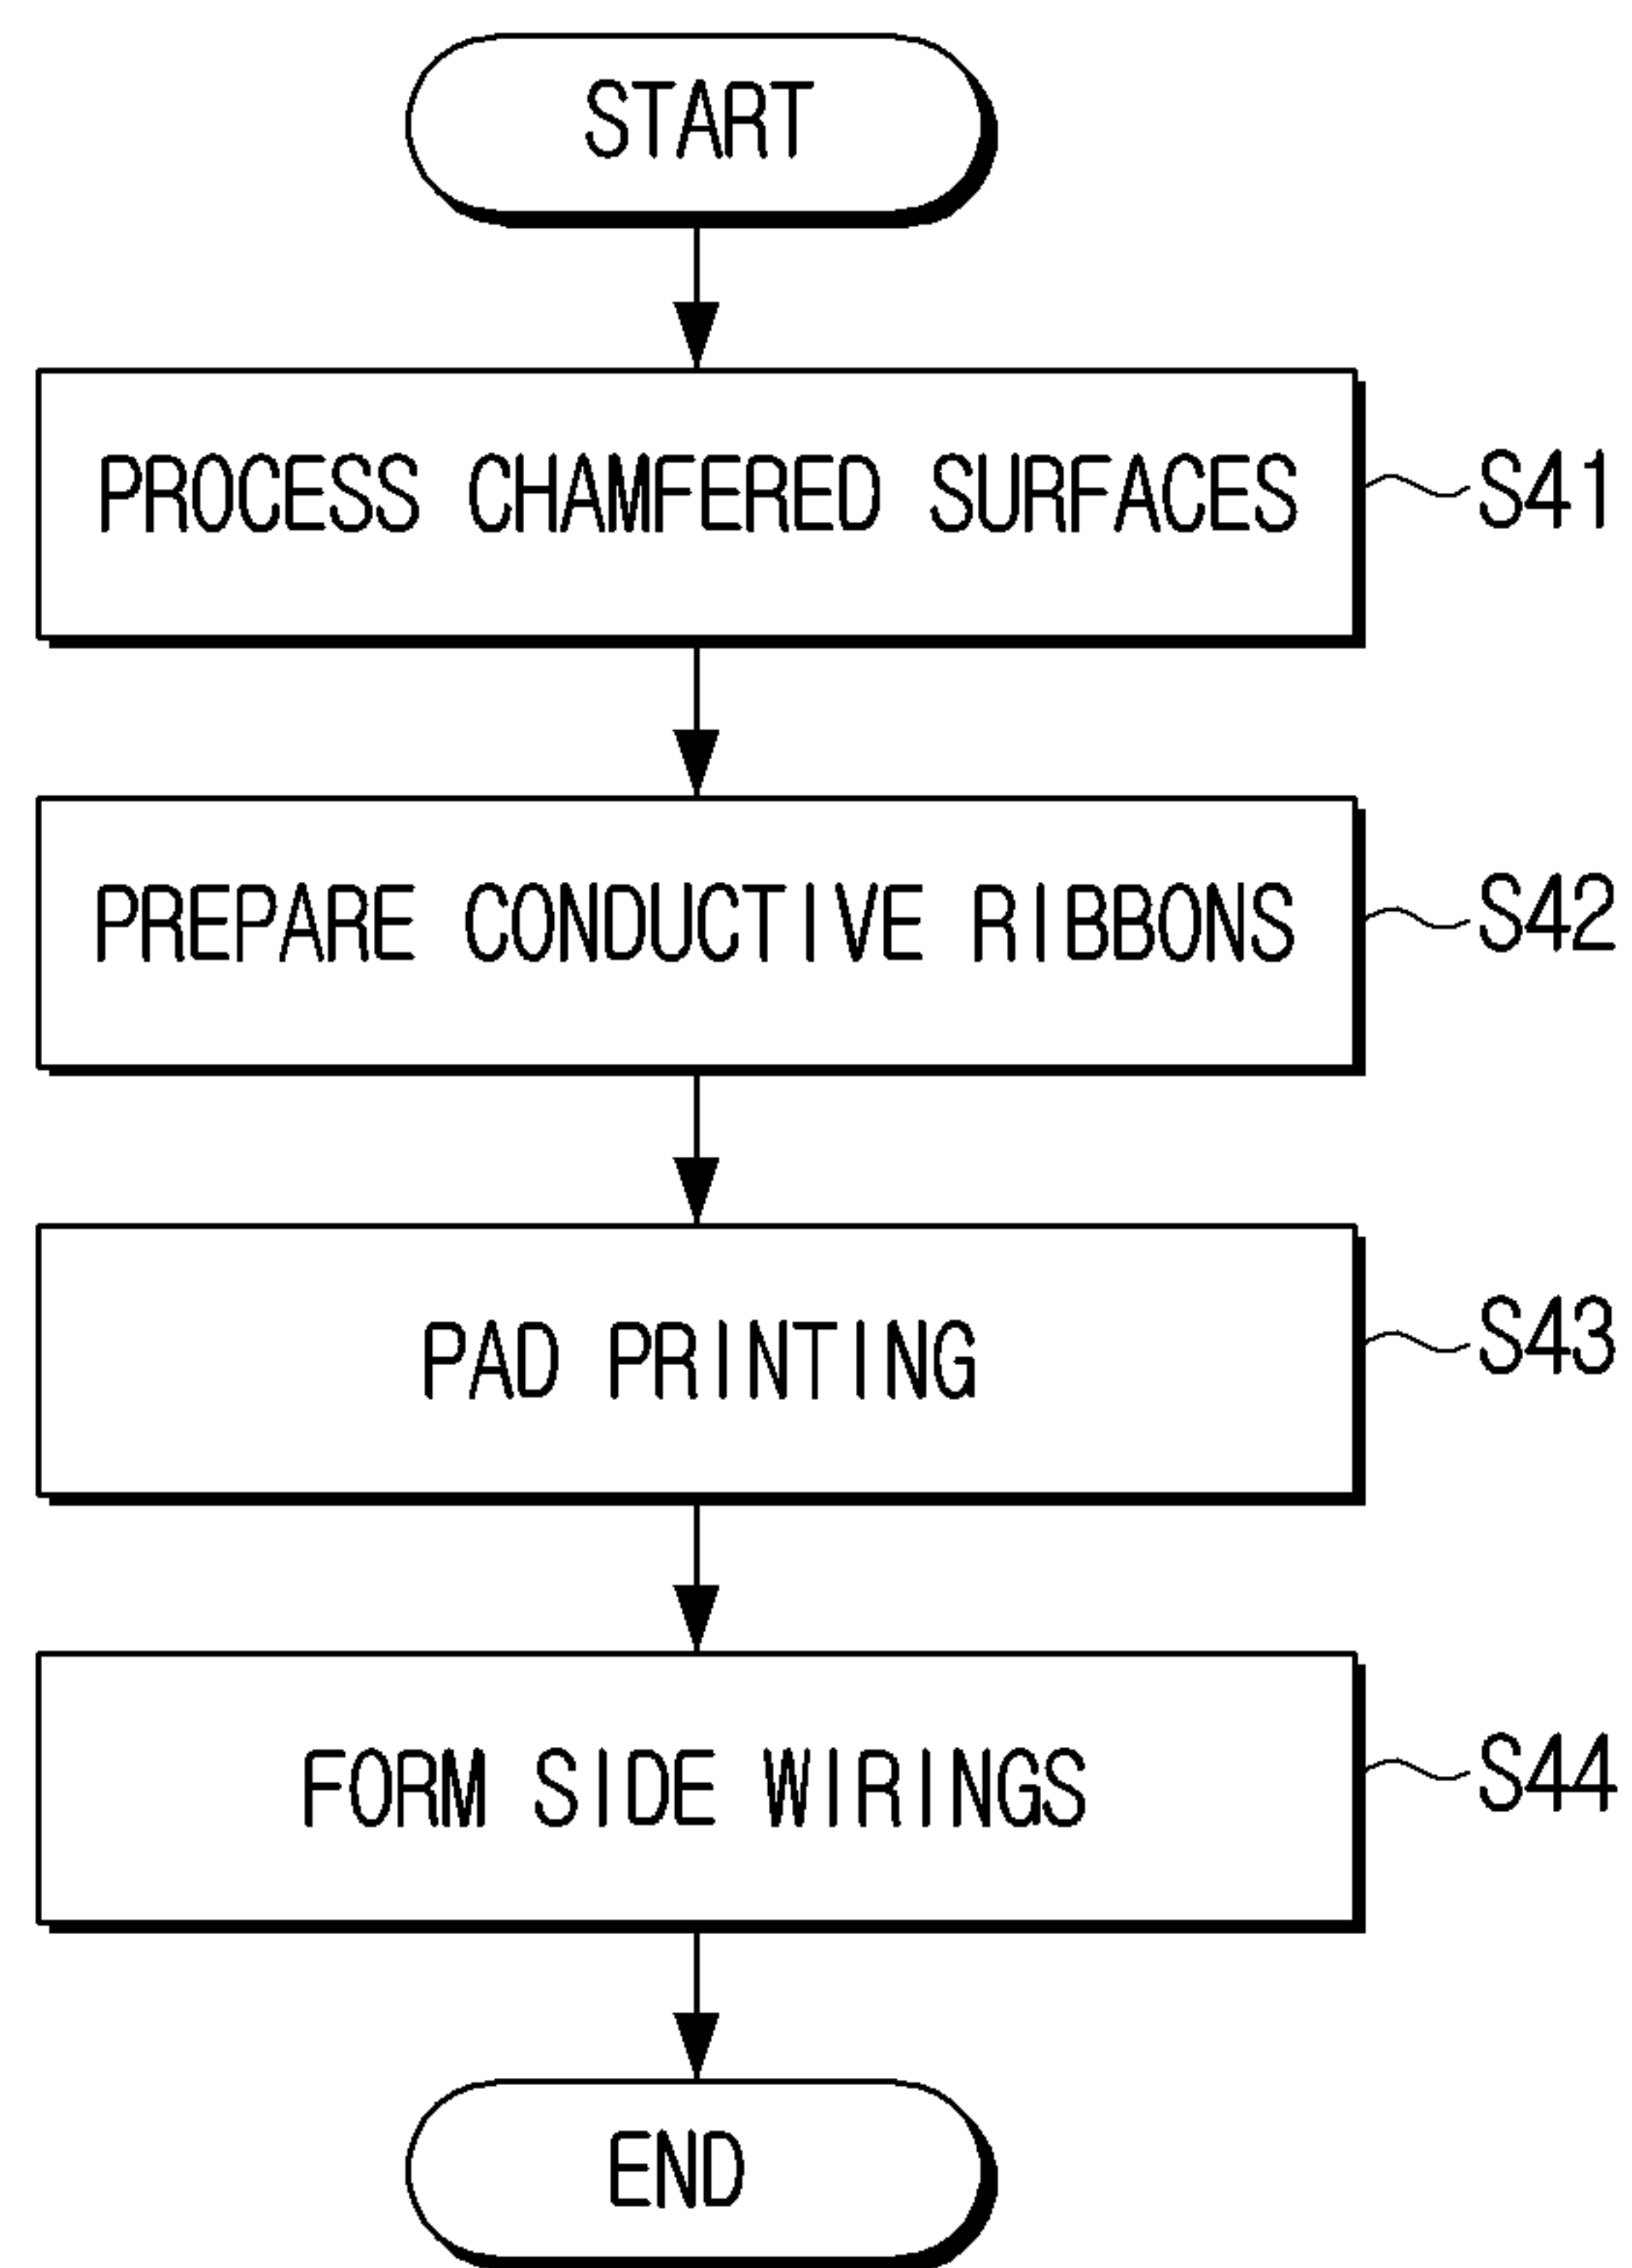 START
PROCESS CHAMFERED SURFACES
S41
PREPARE CONDUCTIVE RIBBONS
S42
PAD PRINTING
S43
FORM SIDE WIRINGS
S44
END